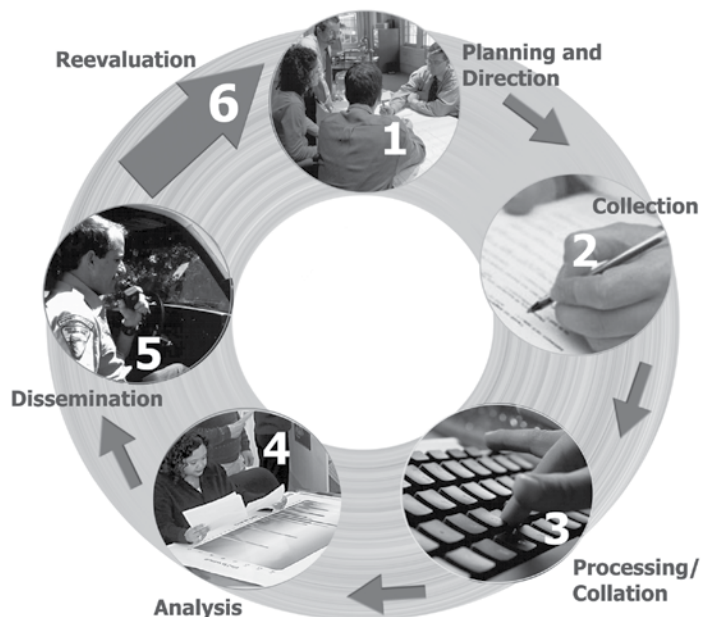 Reevaluation
6
1
Planning and
Direction
Collection
2
3
Processing/
Collation
4
Analysis
5
Dissemination